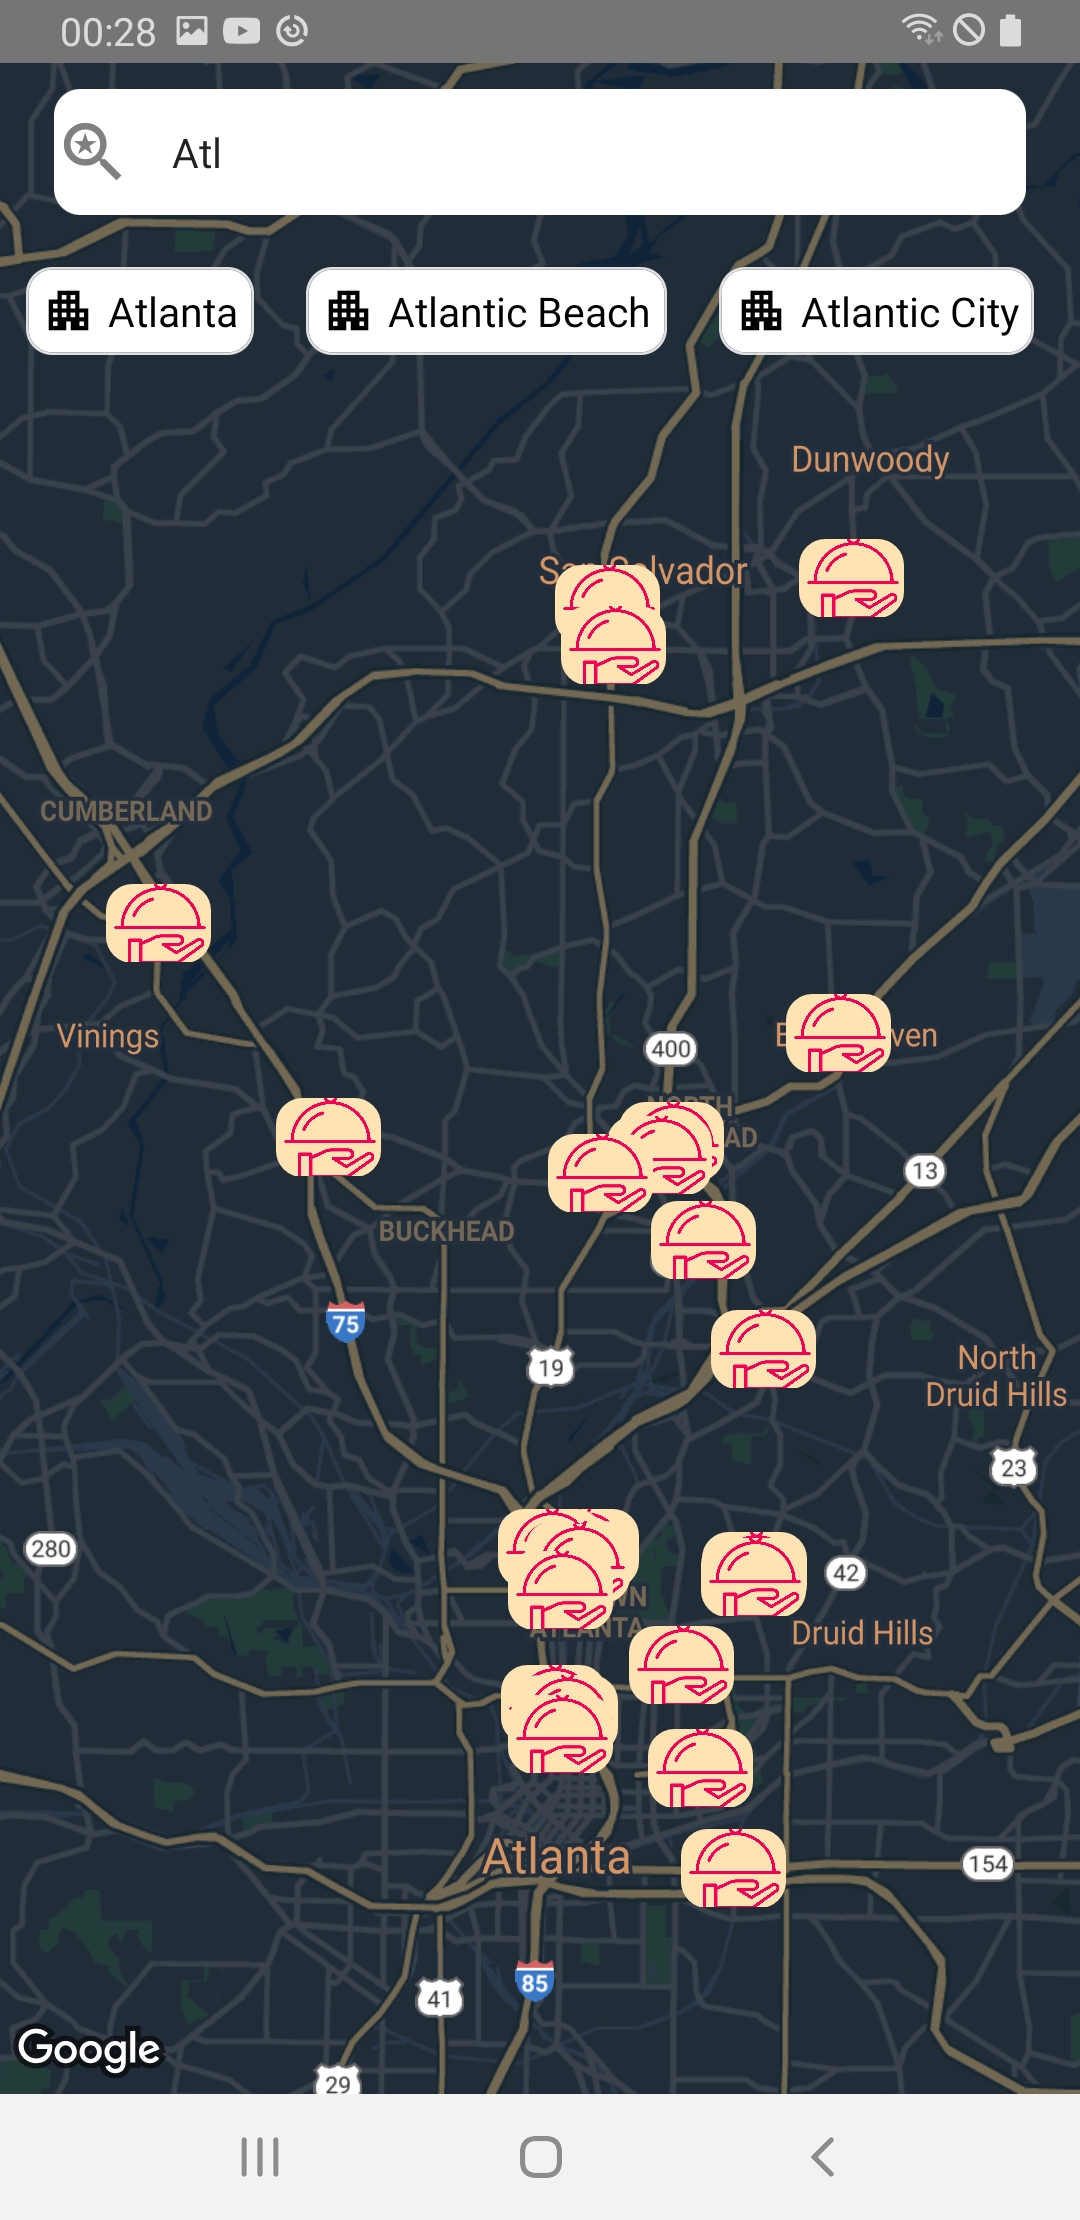 00:28
Atl
Atlanta
Atlantic Beach
Atlantic City
Dunwoody
CUMBERLAND
Vinings
400
13
BUCKHEAD
75
19
North
Druid Hills
23
280
42
Druid Hills
Atlanta
154
85
41
Google
29